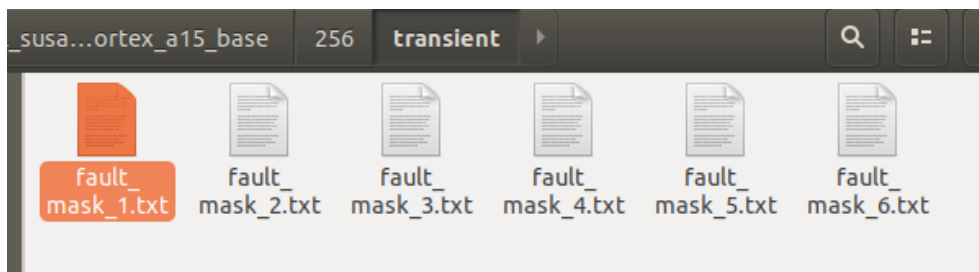 _susa...ortex_a15_base 256 transient
fault_ fault_ fault_ fault_ fault_ fault_
mask_1.txt mask_2.txt mask_3.txt mask_4.txt mask_5.txt mask_6.txt